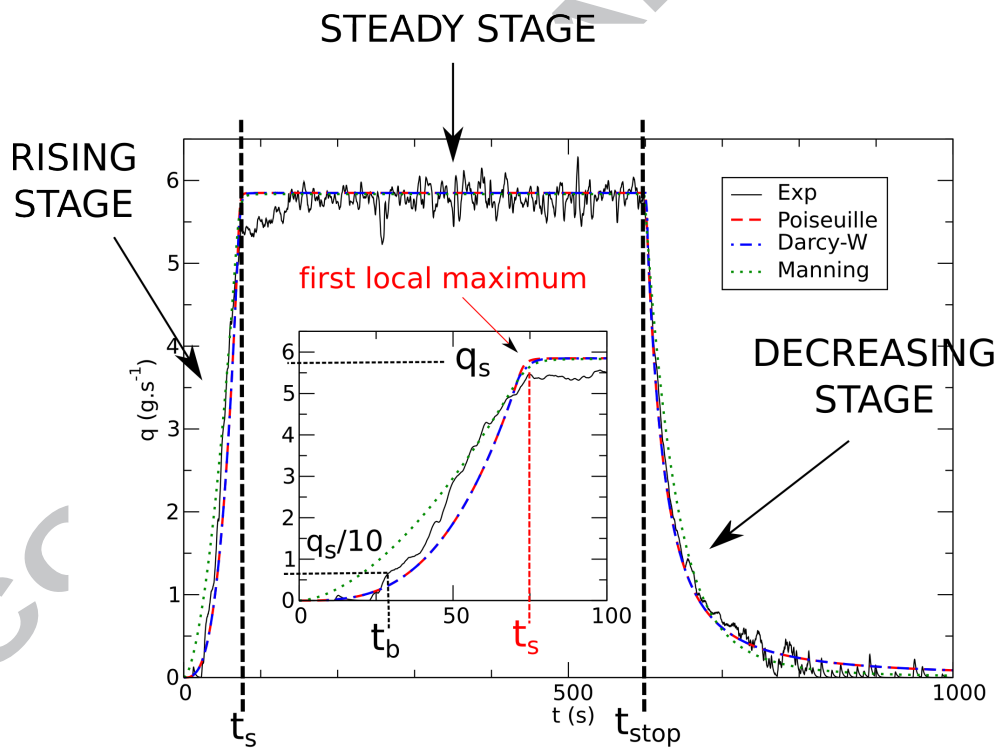 STEADY STAGE
RISING
STAGE
6
5
4
3
2
1
0
q (g.s⁻¹)
Exp
Poiseuille
Darcy-W
Manning
first local maximum
DECREASING
STAGE
6
5
4
3
2
1
0
qₛ
qₛ/10
0 50 100
t_b tₛ
0 500 1000
t (s)
tₛ t_stop